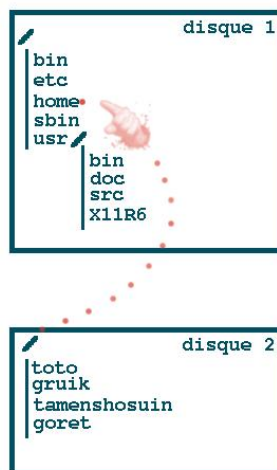 disque 1
/
bin
etc
home
sbin
usr
/
bin
doc
src
X11R6
disque 2
/
toto
gruik
tamenshosuin
goret